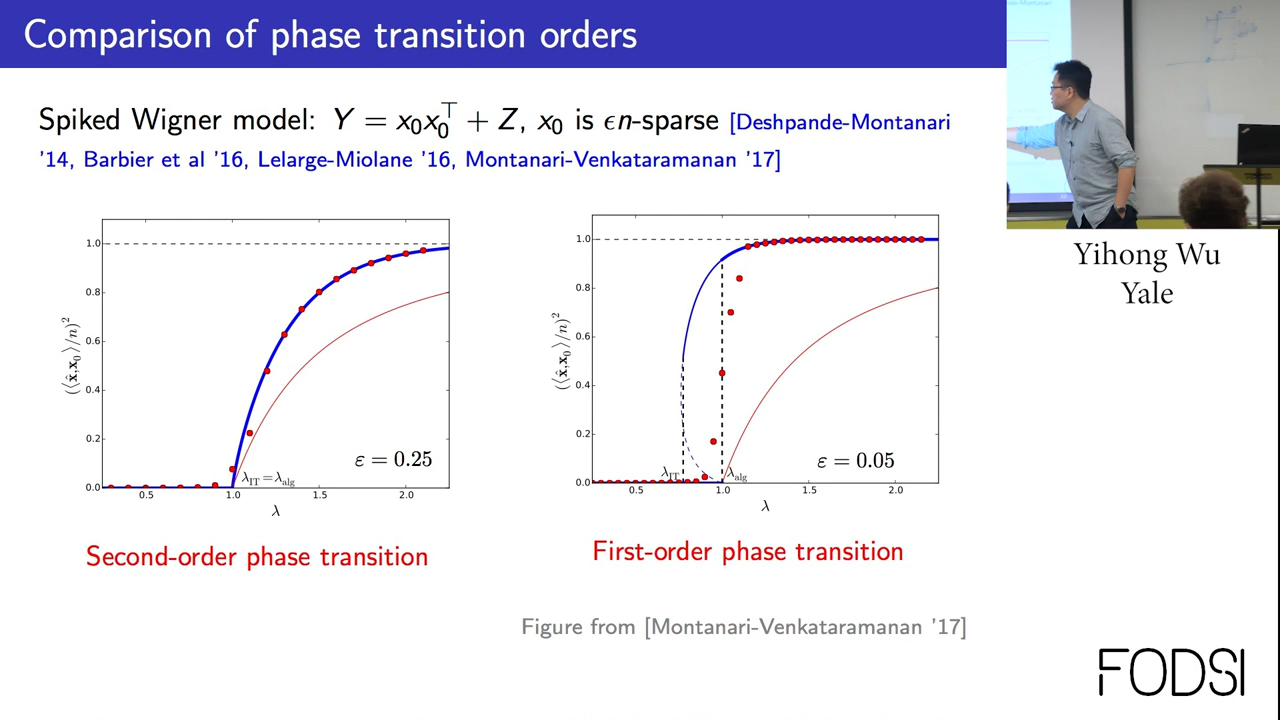 Comparison of phase transition orders
Spiked Wigner model: Y = x₀x₀⊤ + Z, x₀ is ϵn-sparse [Deshpande-Montanari
'14, Barbier et al '16, Lelarge-Miolane '16, Montanari-Venkataramanan '17]
(⟨x̂,x₀⟩/n)²
1.0
0.8
0.6
0.4
0.2
0.0
ε = 0.25
λIT=λalg
0.5 1.0 1.5 2.0
λ
Second-order phase transition
(⟨x̂,x₀⟩/n)²
1.0
0.8
0.6
0.4
0.2
0.0
ε = 0.05
λIT λalg
0.5 1.0 1.5 2.0
λ
First-order phase transition
Figure from [Montanari-Venkataramanan '17]
Yihong Wu
Yale
FODSI